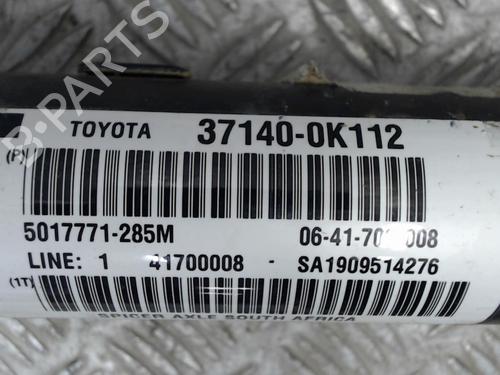 B-PARTS
TOYOTA 37140-0K112
(P)
5017771-285M
LINE: 1 41700008 - SA1909514276
(1T)
SPICER AXLE SOUTH AFRICA